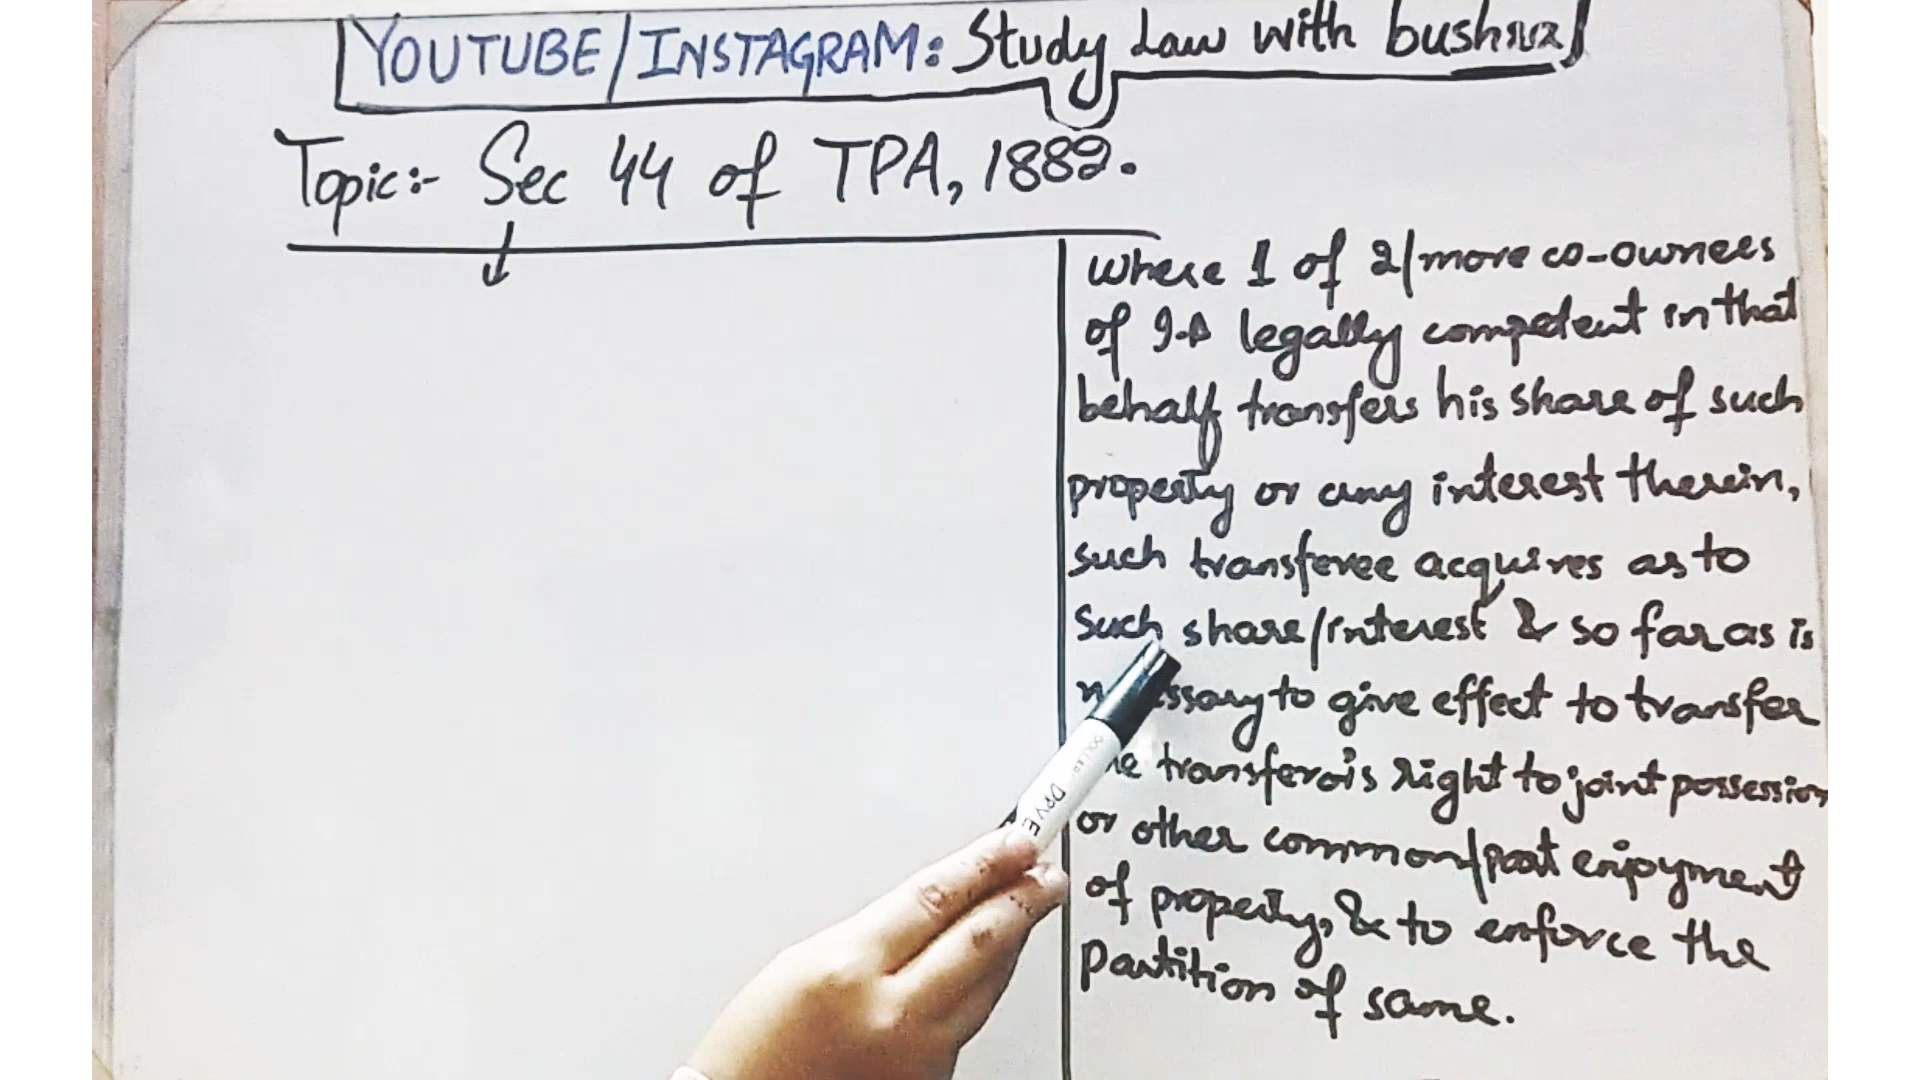 YOUTUBE/INSTAGRAM: Study Law with bushra
Topic:- Sec 44 of TPA, 1882.
where 1 of 2/more co-owners
of I.P legally competent in that
behalf transfers his share of such
property or any interest therein,
such transferee acquires as to
such share/interest & so far as is
to give effect to transfer
transferor's right to joint possession
or other common/part enjoyment
of property, & to enforce the
partition of same.